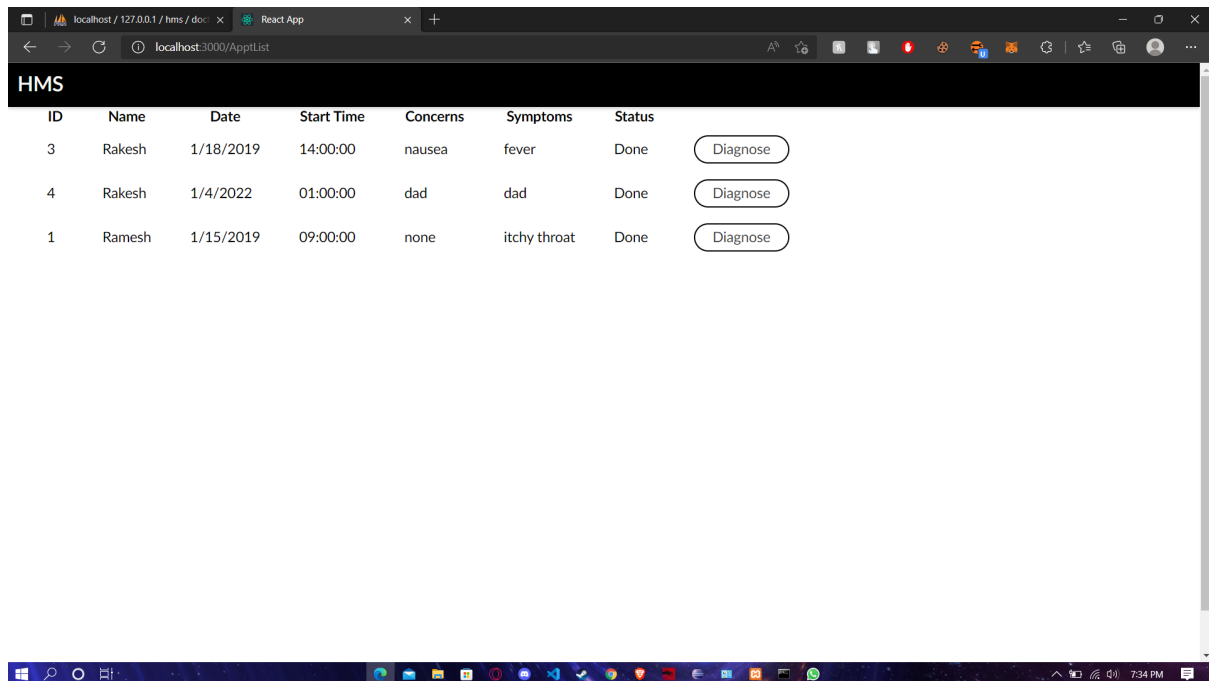 localhost / 127.0.0.1 / hms / doc
React App
localhost:3000/ApptList
HMS
ID Name Date Start Time Concerns Symptoms Status
3 Rakesh 1/18/2019 14:00:00 nausea fever Done Diagnose
4 Rakesh 1/4/2022 01:00:00 dad dad Done Diagnose
1 Ramesh 1/15/2019 09:00:00 none itchy throat Done Diagnose
7:34 PM